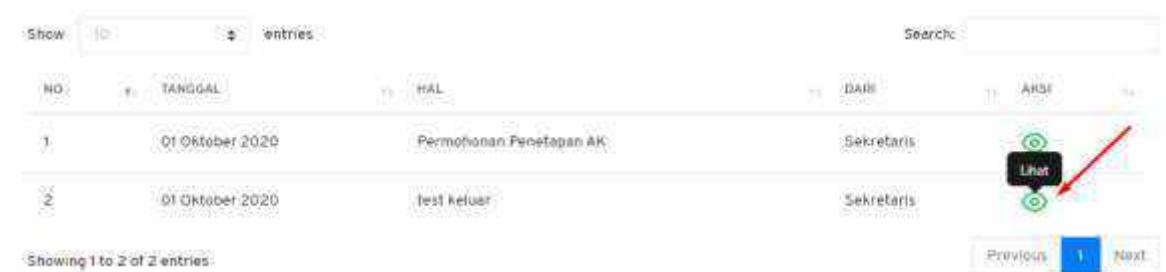 Show 10 entries Search:
NO TANGGAL HAL DARI AKSI
1 01 Oktober 2020 Permohonan Penetapan AK Sekretaris
Lihat
2 01 Oktober 2020 test keluar Sekretaris
Showing 1 to 2 of 2 entries Previous 1 Next